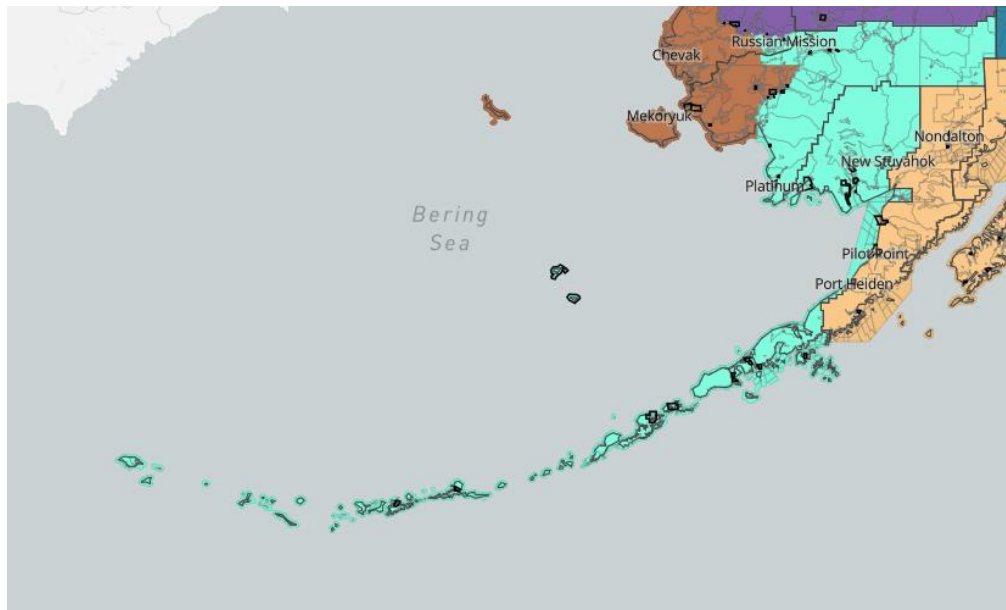 Russian Mission
Chevak
Mekoryuk
Nondalton
New Stuyahok
Platinum
Bering
Sea
Pilot Point
Port Heiden